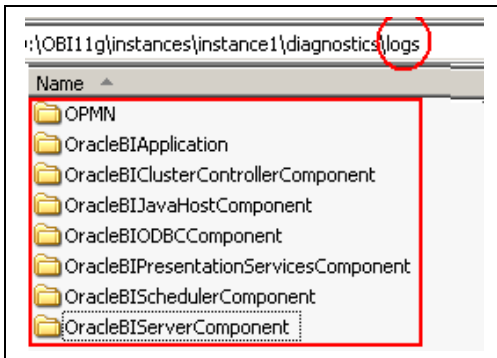 :\OBI11g\instances\instance1\diagnostics\logs
Name
OPMN
OracleBIApplication
OracleBIClusterControllerComponent
OracleBIJavaHostComponent
OracleBIODBCComponent
OracleBIPresentationServicesComponent
OracleBISchedulerComponent
OracleBIServerComponent